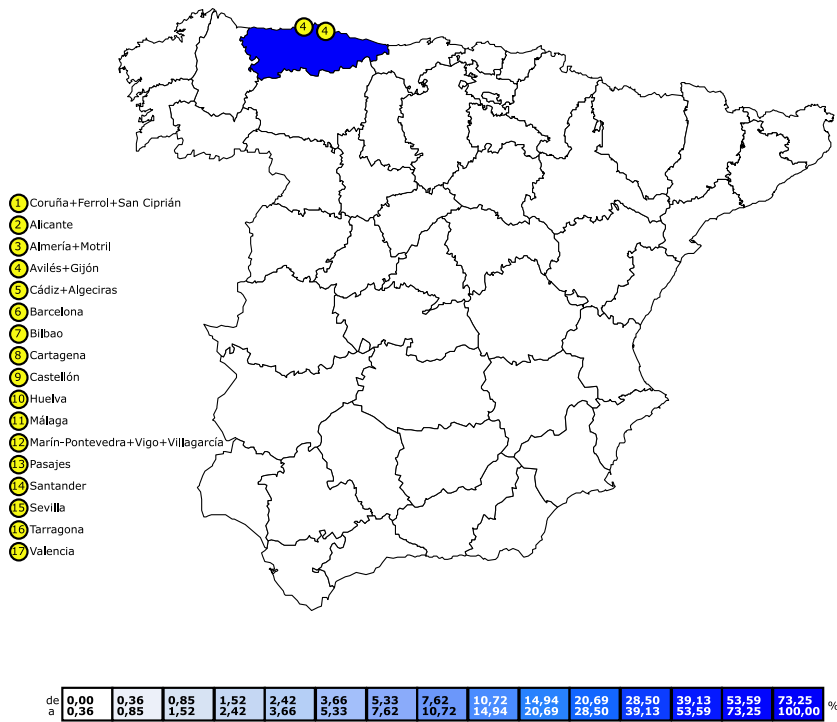 4
4
1 Coruña+Ferrol+San Ciprián
2 Alicante
3 Almería+Motril
4 Avilés+Gijón
5 Cádiz+Algeciras
6 Barcelona
7 Bilbao
8 Cartagena
9 Castellón
10 Huelva
11 Málaga
12 Marín-Pontevedra+Vigo+Villagarcía
13 Pasajes
14 Santander
15 Sevilla
16 Tarragona
17 Valencia
de 0,00 0,36 0,85 1,52 2,42 3,66 5,33 7,62 10,72 14,94 20,69 28,50 39,13 53,59 73,25 %
a 0,36 0,85 1,52 2,42 3,66 5,33 7,62 10,72 14,94 20,69 28,50 39,13 53,59 73,25 100,00